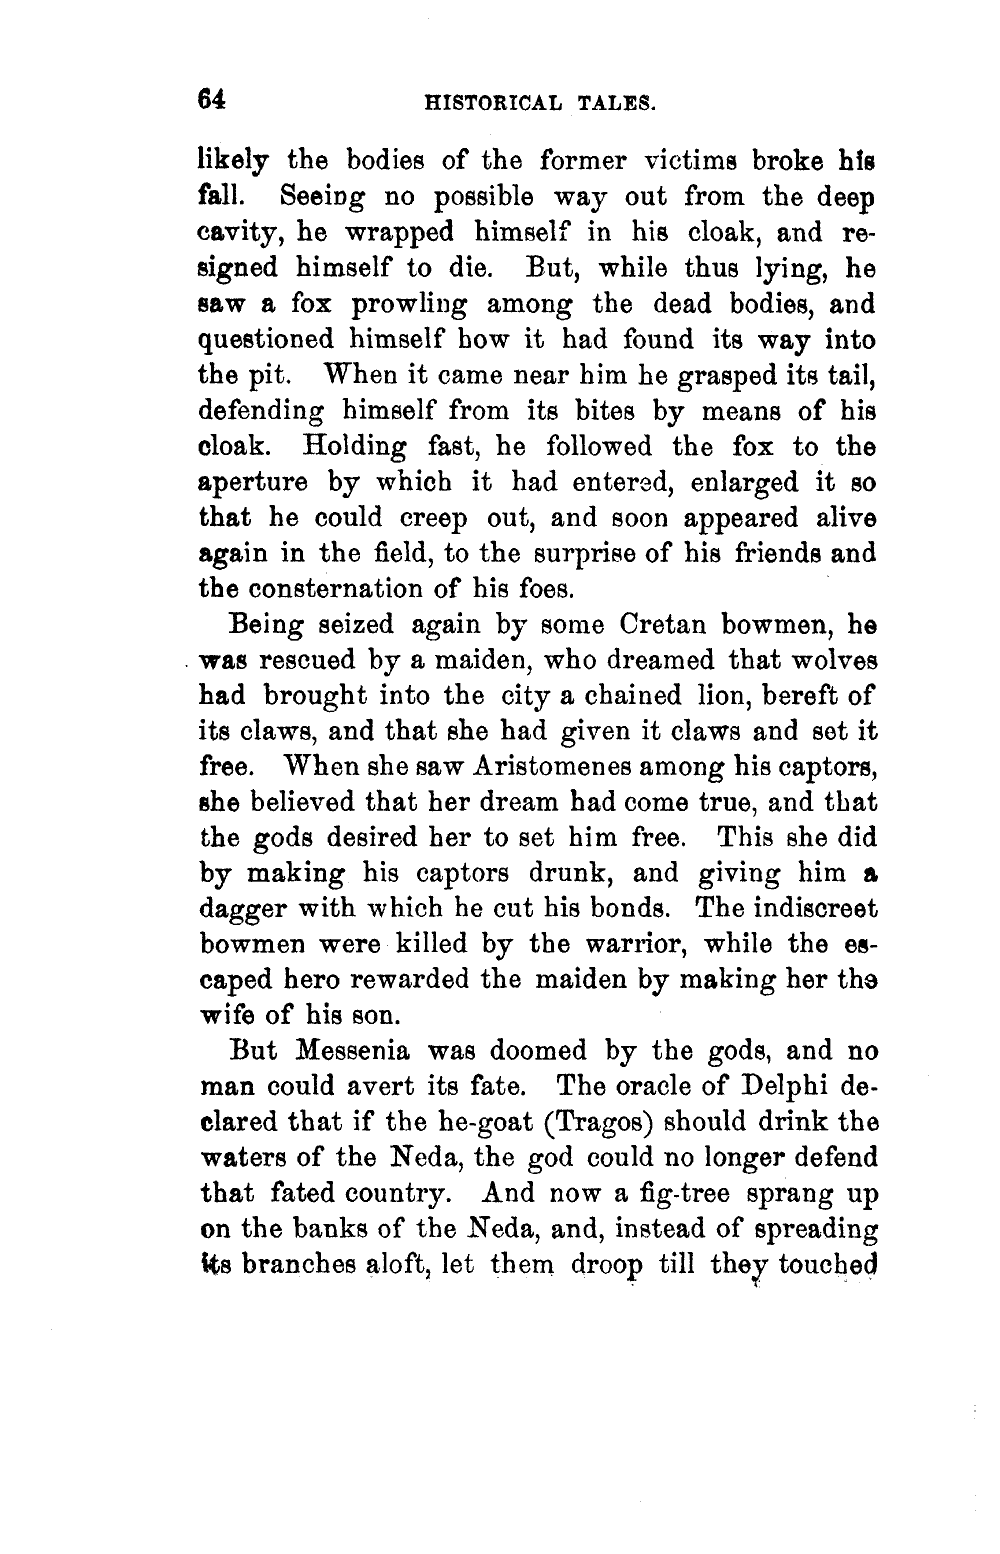 64 HISTORICAL TALES.
likely the bodies of the former victims broke his
fall. Seeing no possible way out from the deep
cavity, he wrapped himself in his cloak, and re-
signed himself to die. But, while thus lying, he
saw a fox prowling among the dead bodies, and
questioned himself how it had found its way into
the pit. When it came near him he grasped its tail,
defending himself from its bites by means of his
cloak. Holding fast, he followed the fox to the
aperture by which it had entered, enlarged it so
that he could creep out, and soon appeared alive
again in the field, to the surprise of his friends and
the consternation of his foes.
Being seized again by some Cretan bowmen, he
was rescued by a maiden, who dreamed that wolves
had brought into the city a chained lion, bereft of
its claws, and that she had given it claws and set it
free. When she saw Aristomenes among his captors,
she believed that her dream had come true, and that
the gods desired her to set him free. This she did
by making his captors drunk, and giving him a
dagger with which he cut his bonds. The indiscreet
bowmen were killed by the warrior, while the es-
caped hero rewarded the maiden by making her the
wife of his son.
But Messenia was doomed by the gods, and no
man could avert its fate. The oracle of Delphi de-
clared that if the he-goat (Tragos) should drink the
waters of the Neda, the god could no longer defend
that fated country. And now a fig-tree sprang up
on the banks of the Neda, and, instead of spreading
its branches aloft, let them droop till they touched